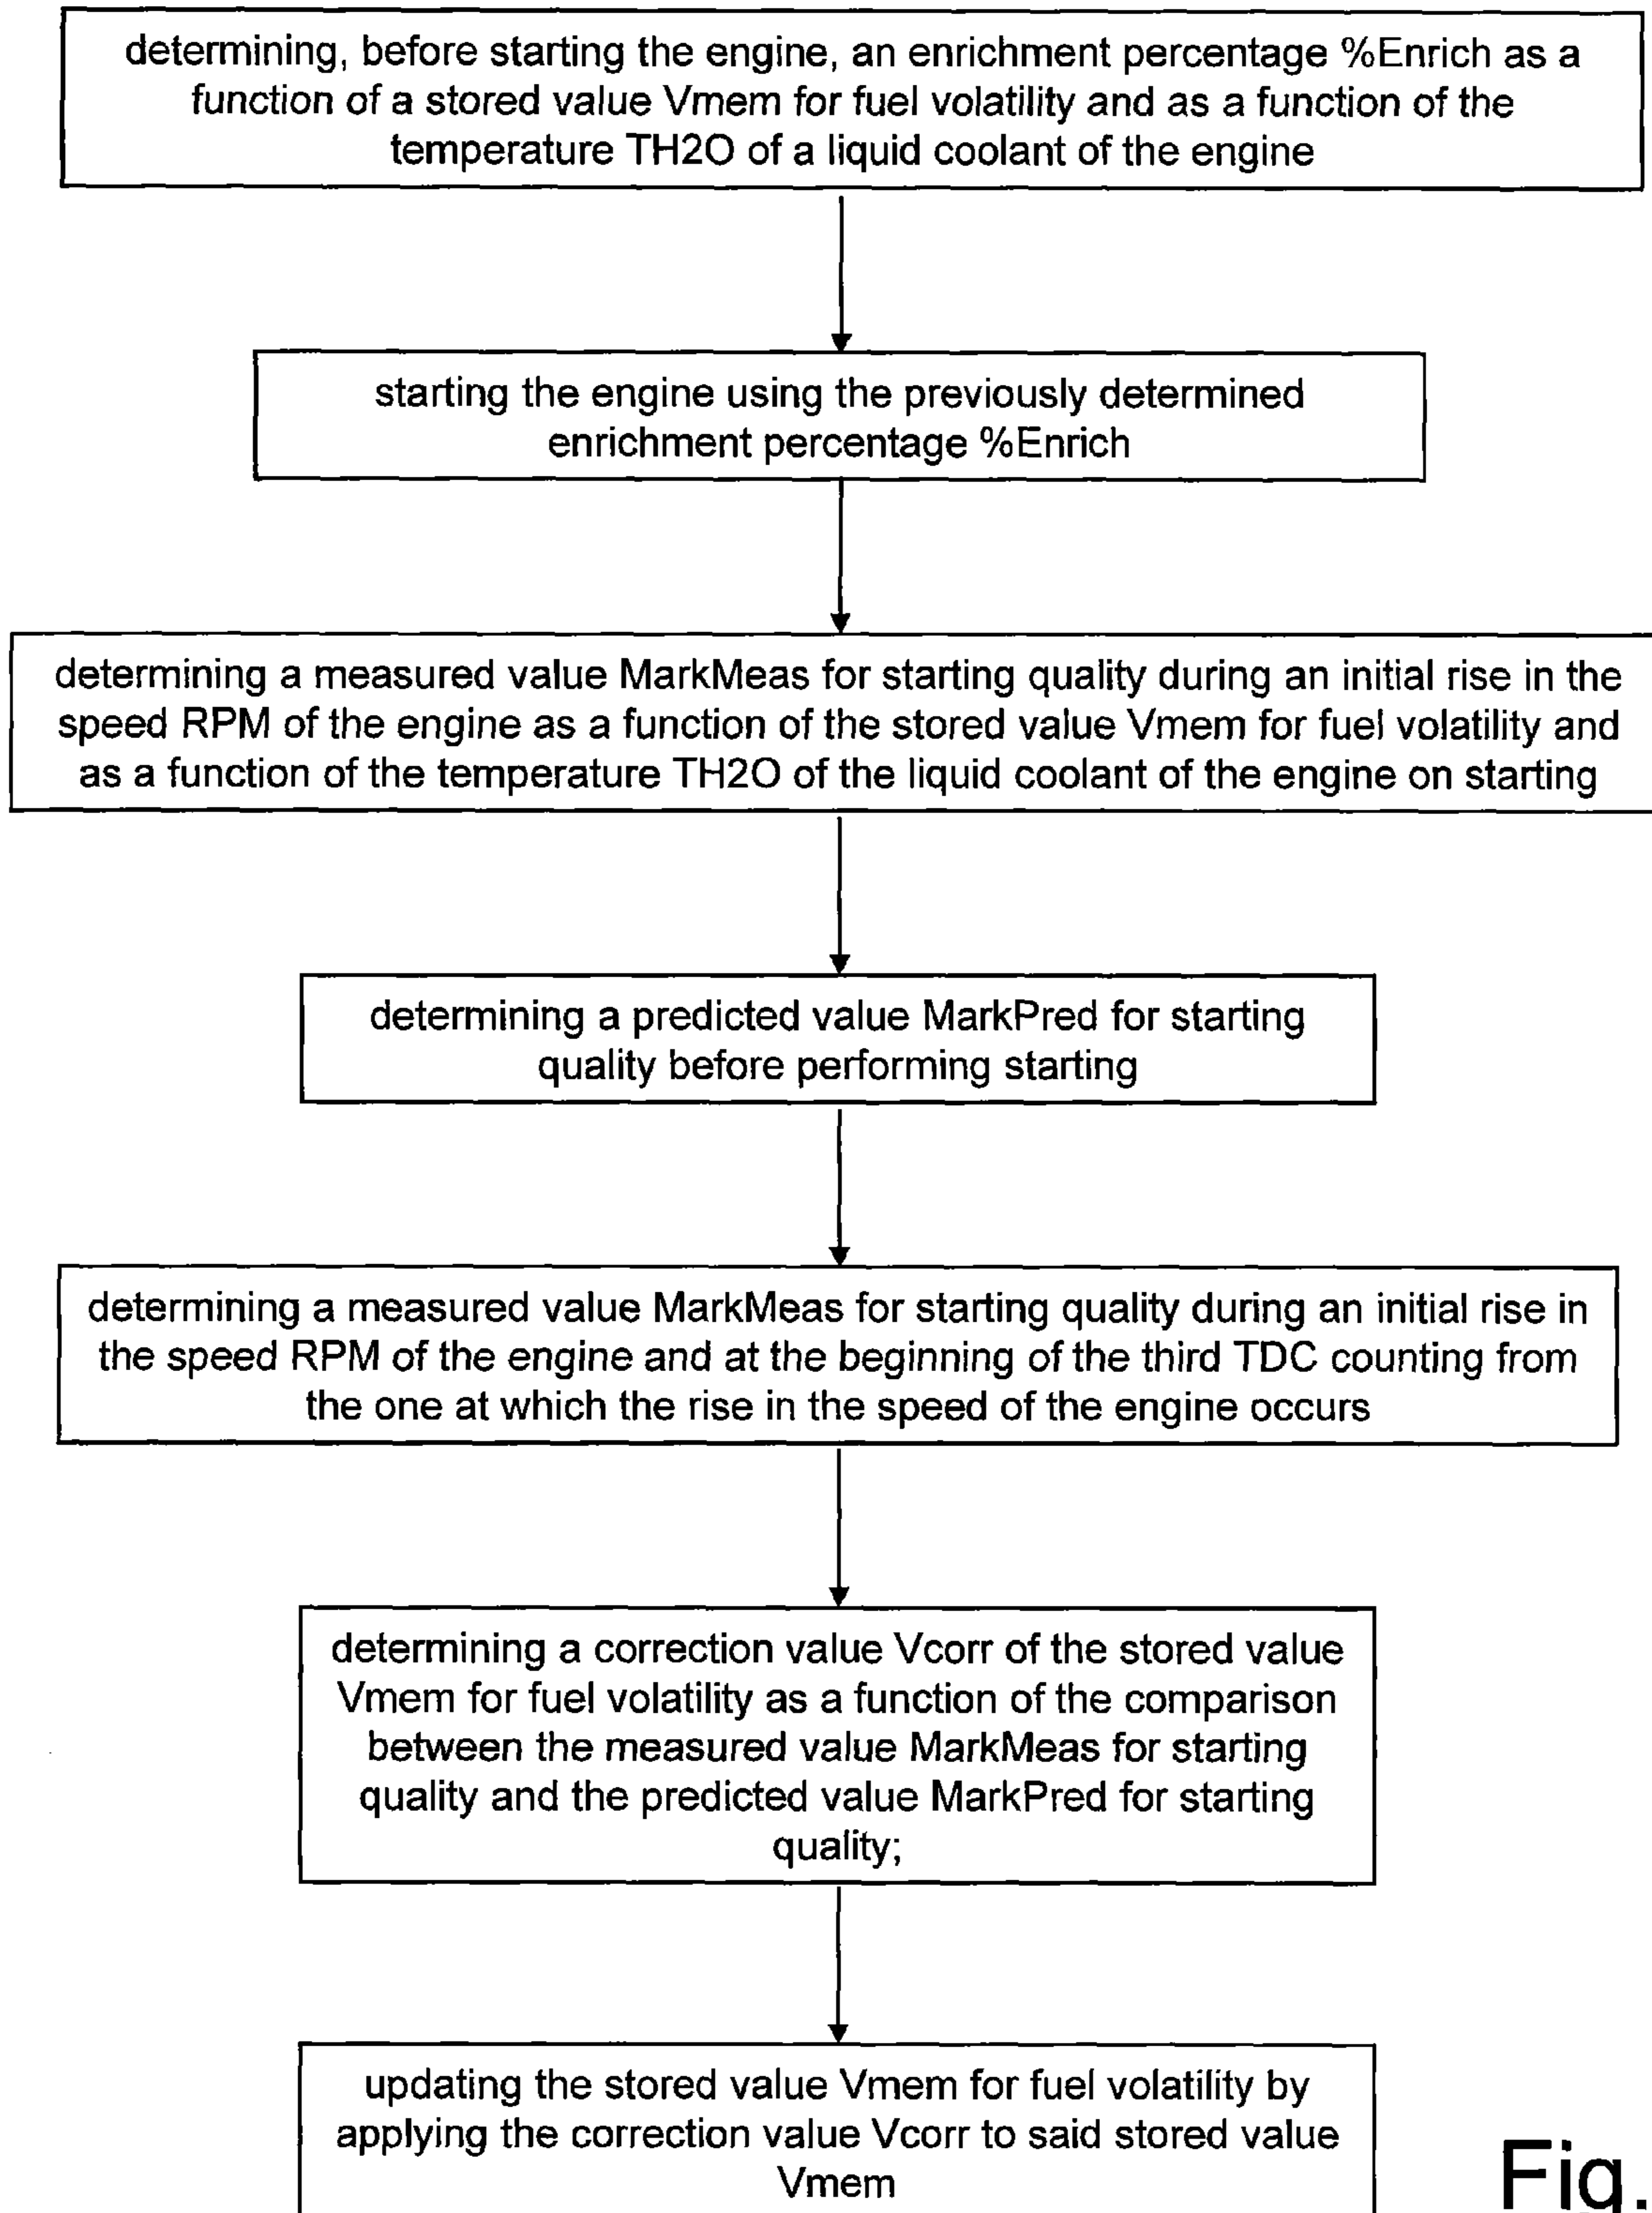 determining, before starting the engine, an enrichment percentage %Enrich as a
function of a stored value Vmem for fuel volatility and as a function of the
temperature TH2O of a liquid coolant of the engine
starting the engine using the previously determined
enrichment percentage %Enrich
determining a measured value MarkMeas for starting quality during an initial rise in the
speed RPM of the engine as a function of the stored value Vmem for fuel volatility and
as a function of the temperature TH2O of the liquid coolant of the engine on starting
determining a predicted value MarkPred for starting
quality before performing starting
determining a measured value MarkMeas for starting quality during an initial rise in
the speed RPM of the engine and at the beginning of the third TDC counting from
the one at which the rise in the speed of the engine occurs
determining a correction value Vcorr of the stored value
Vmem for fuel volatility as a function of the comparison
between the measured value MarkMeas for starting
quality and the predicted value MarkPred for starting
quality;
updating the stored value Vmem for fuel volatility by
applying the correction value Vcorr to said stored value
Vmem
Fig.